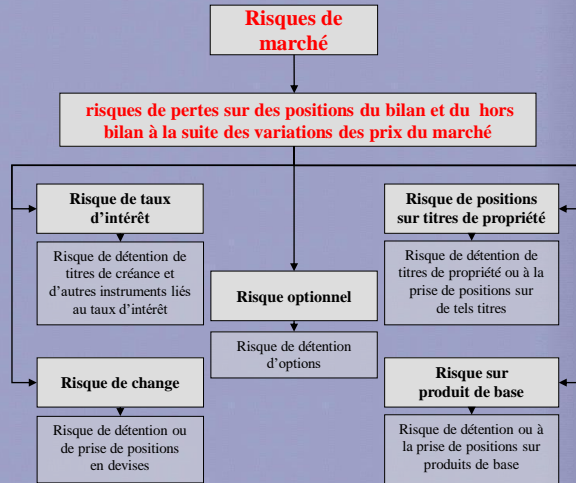 Risques de
marché
risques de pertes sur des positions du bilan et du hors
bilan à la suite des variations des prix du marché
Risque de taux
d'intérêt
Risque de détention de
titres de créance et
d'autres instruments liés
au taux d'intérêt
Risque de positions
sur titres de propriété
Risque de détention de
titres de propriété ou à la
prise de positions sur
de tels titres
Risque optionnel
Risque de détention
d'options
Risque de change
Risque de détention ou
de prise de positions
en devises
Risque sur
produit de base
Risque de détention ou à
la prise de positions sur
produits de base